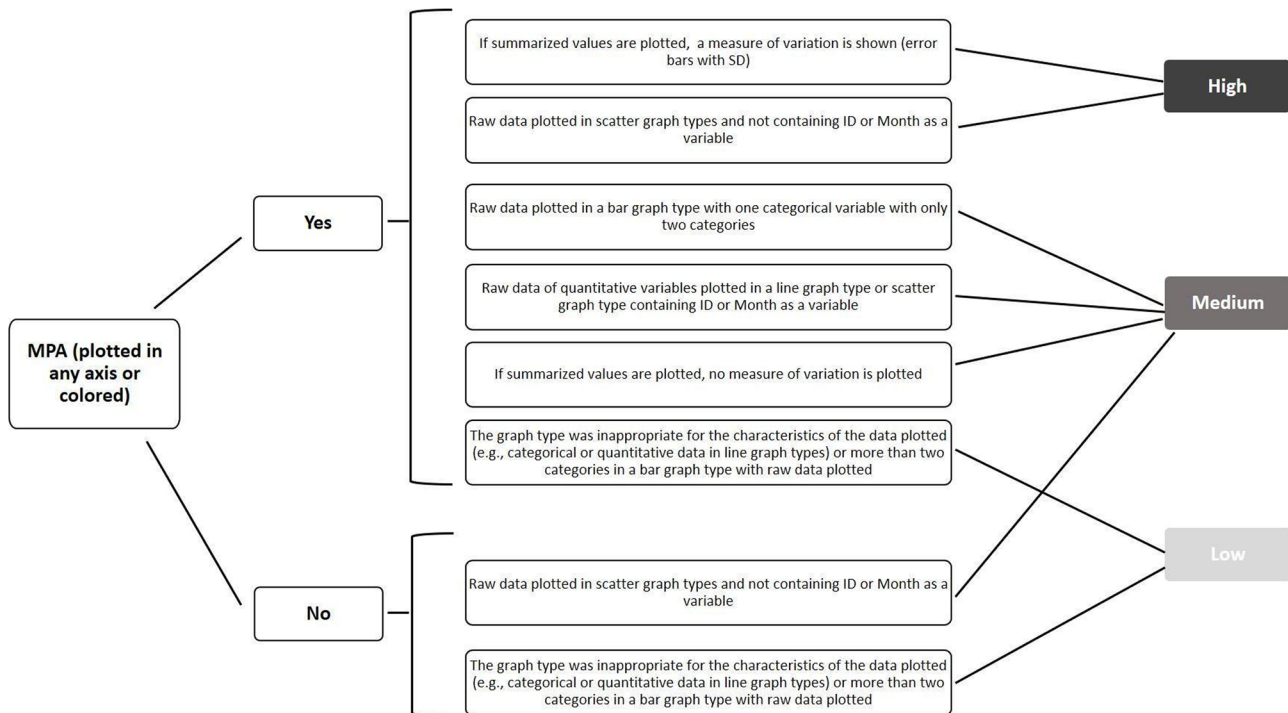 MPA (plotted in
any axis or
colored)
Yes
If summarized values are plotted, a measure of variation is shown (error
bars with SD)
Raw data plotted in scatter graph types and not containing ID or Month as a
variable
Raw data plotted in a bar graph type with one categorical variable with only
two categories
Raw data of quantitative variables plotted in a line graph type or scatter
graph type containing ID or Month as a variable
If summarized values are plotted, no measure of variation is plotted
The graph type was inappropriate for the characteristics of the data plotted
(e.g., categorical or quantitative data in line graph types) or more than two
categories in a bar graph type with raw data plotted
No
Raw data plotted in scatter graph types and not containing ID or Month as a
variable
The graph type was inappropriate for the characteristics of the data plotted
(e.g., categorical or quantitative data in line graph types) or more than two
categories in a bar graph type with raw data plotted
High
Medium
Low